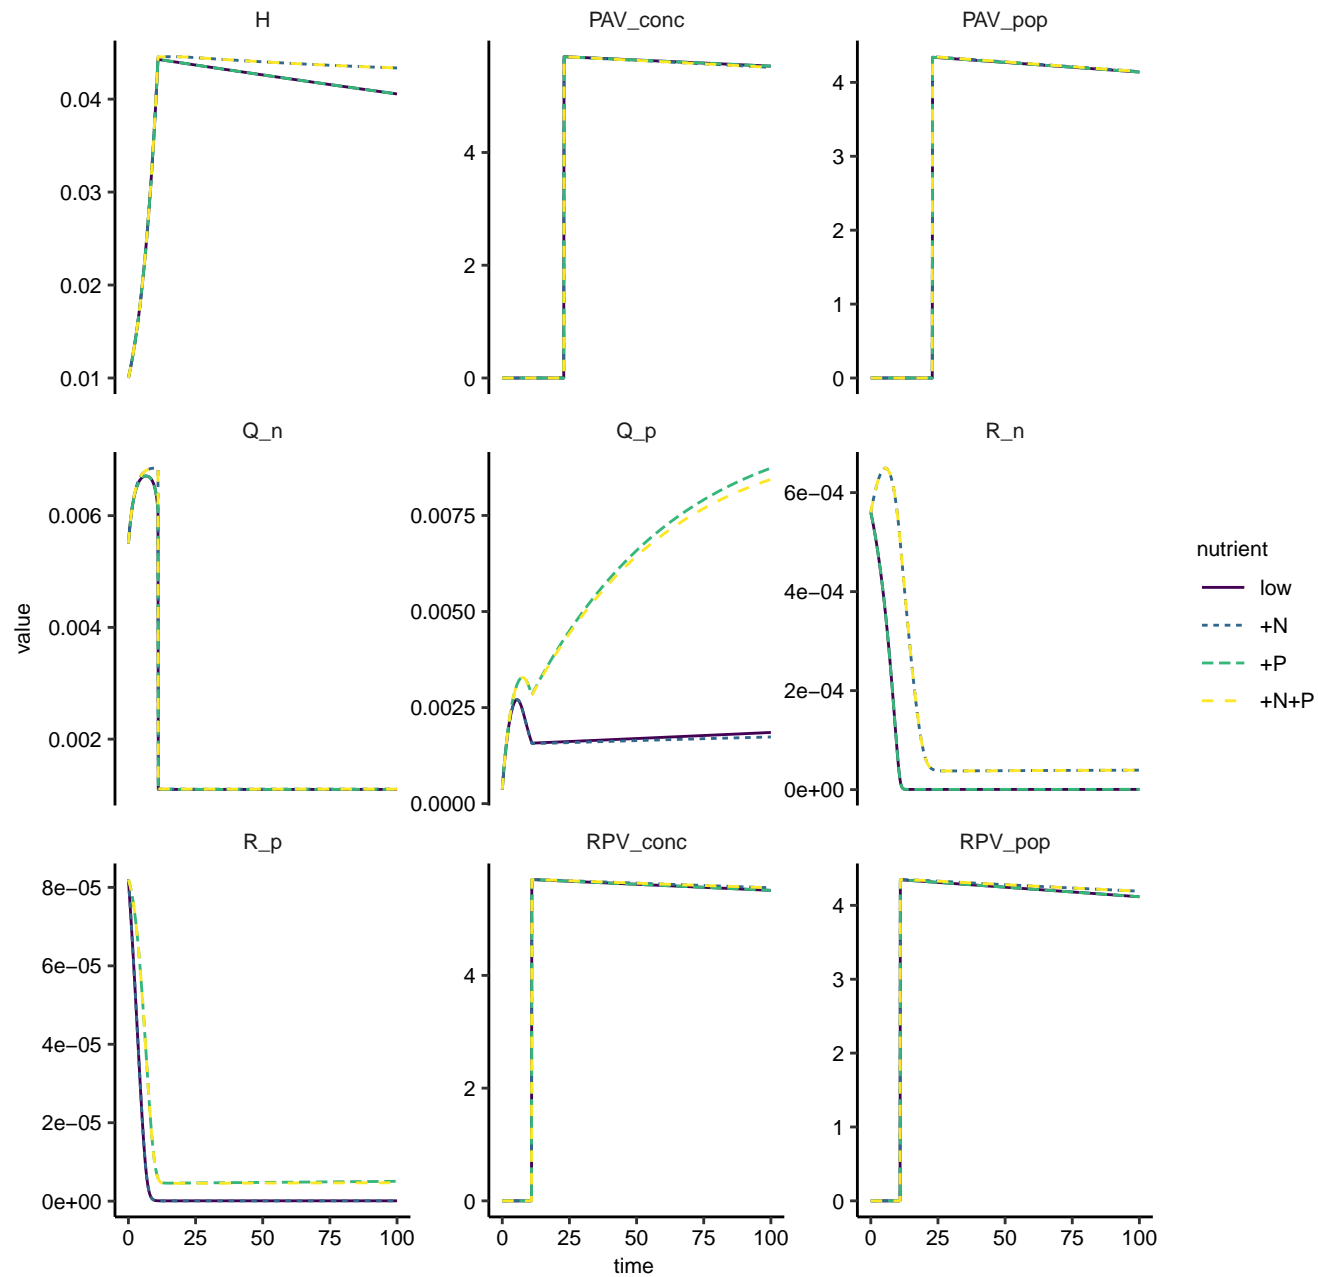 H
PAV_conc
PAV_pop
0.04
0.03
0.02
0.01
4
2
0
4
3
2
1
0
Q_n
Q_p
R_n
0.006
0.004
0.002
0.0075
0.0050
0.0025
0.0000
6e−04
4e−04
2e−04
0e+00
R_p
RPV_conc
RPV_pop
8e−05
6e−05
4e−05
2e−05
0e+00
4
2
0
4
3
2
1
0
0 25 50 75 100
0 25 50 75 100
0 25 50 75 100
time
value
nutrient
low
+N
+P
+N+P